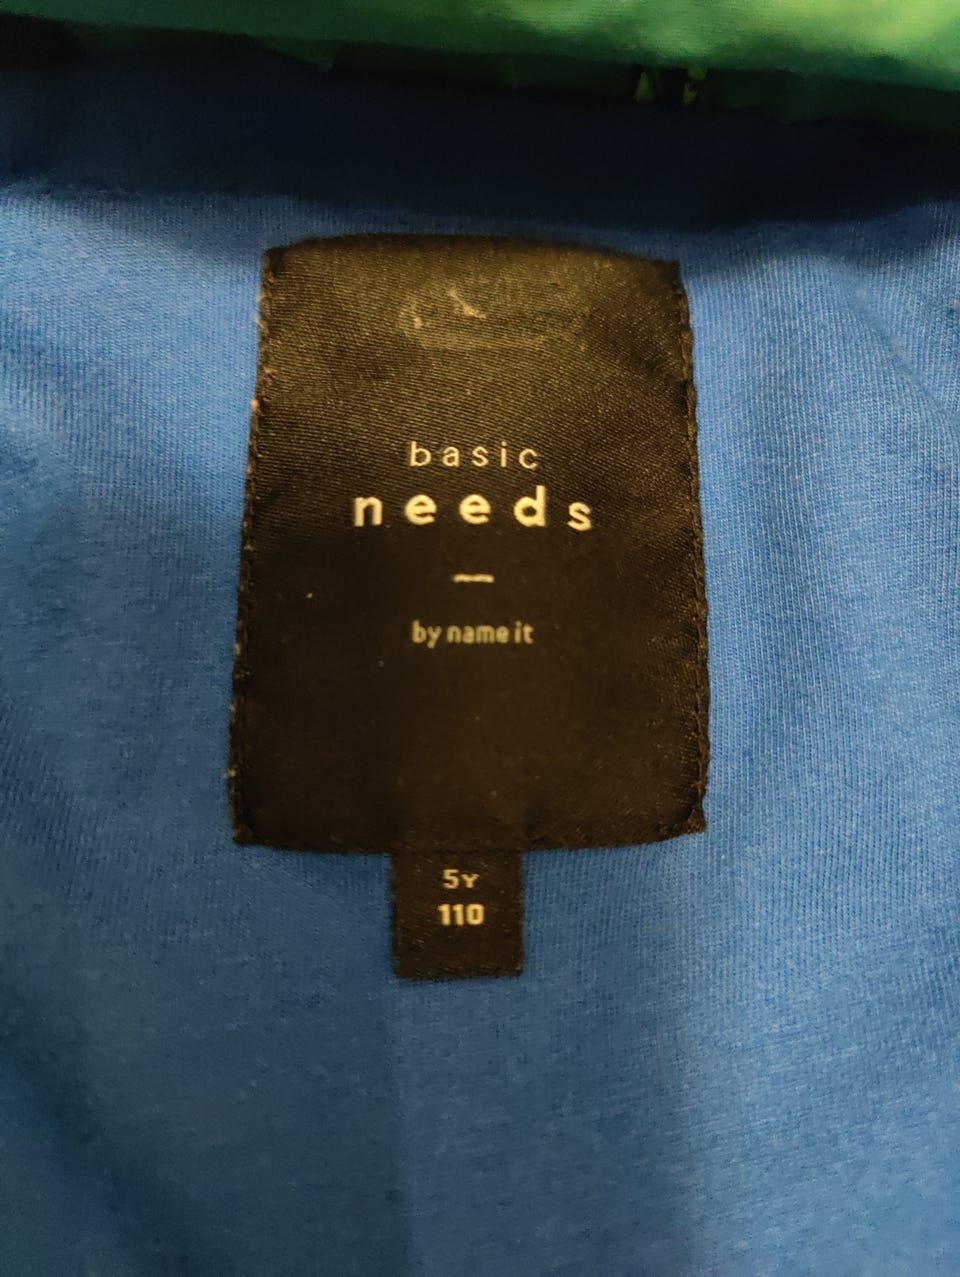 basic
needs
by name it
5Y
110